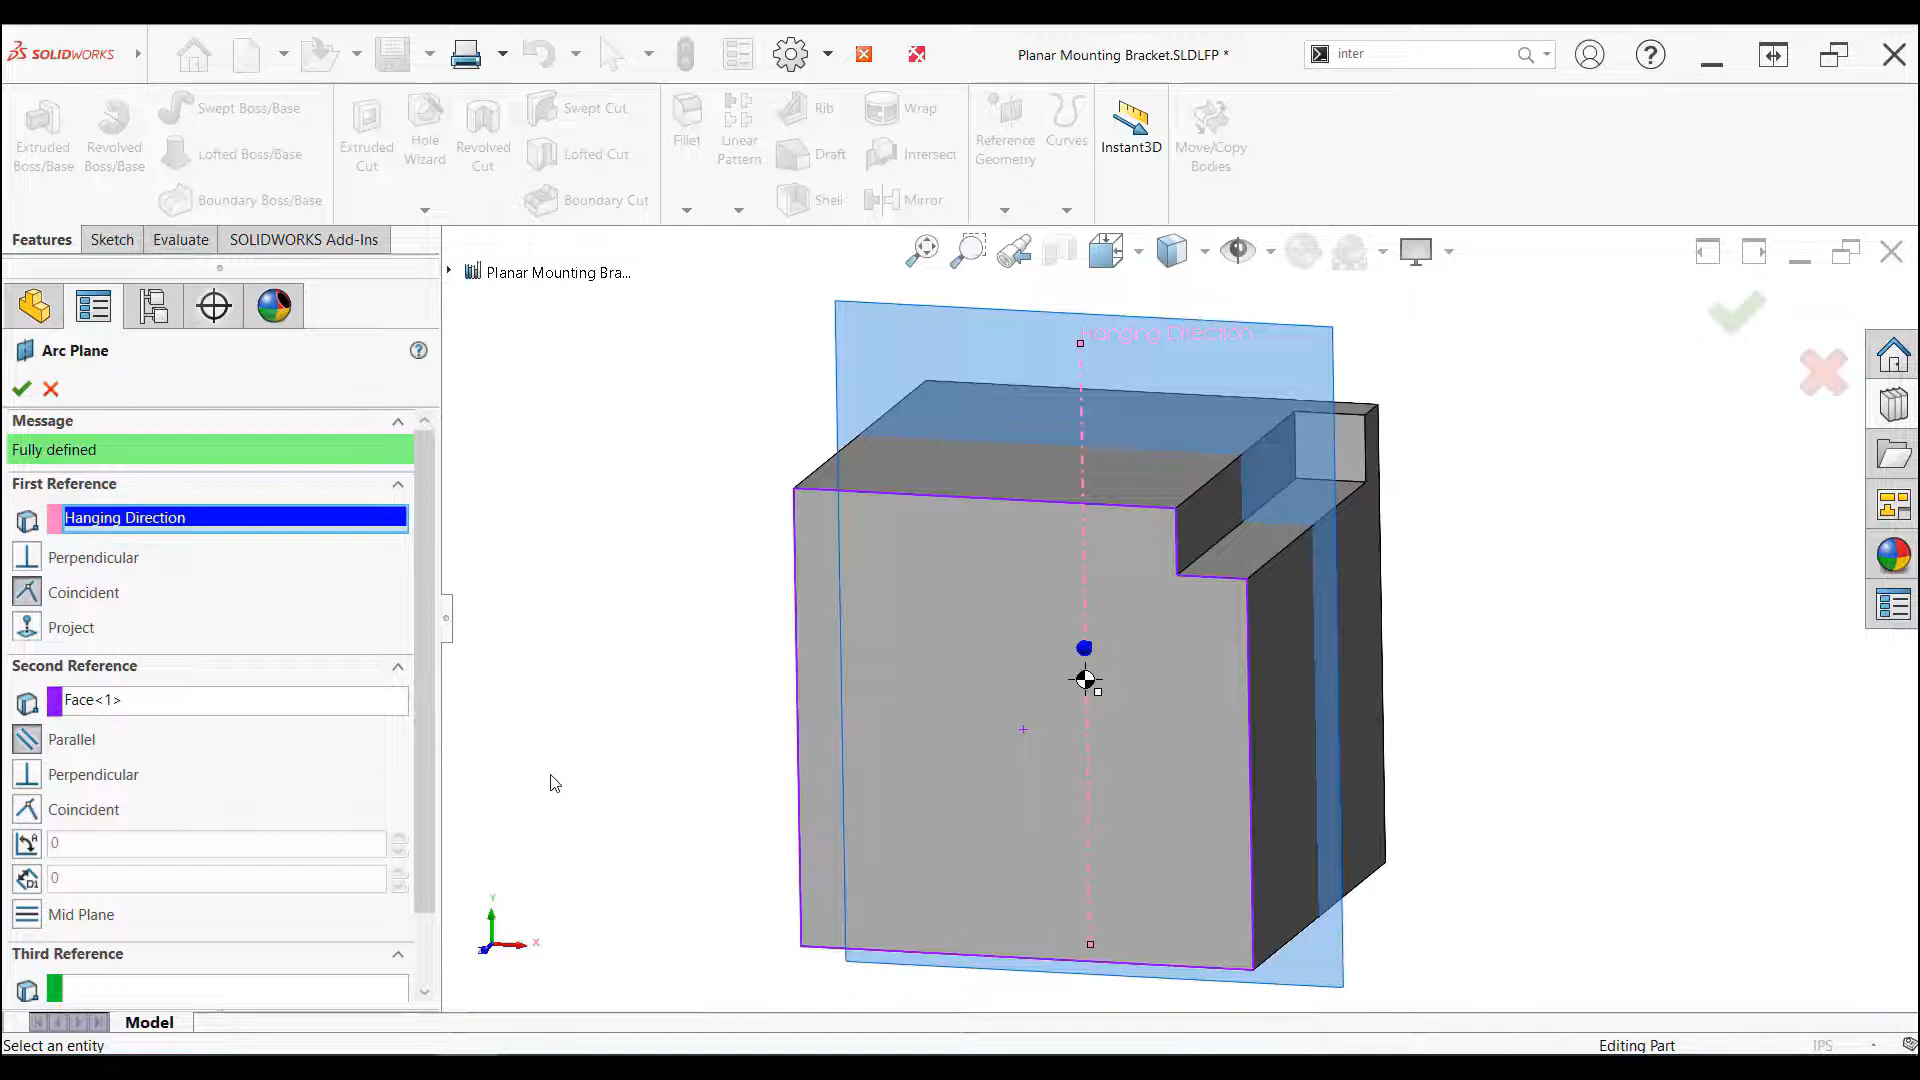 SOLIDWORKS
Planar Mounting Bracket.SLDLFP *
inter
Extruded Boss/Base
Revolved Boss/Base
Swept Boss/Base
Lofted Boss/Base
Boundary Boss/Base
Extruded Cut
Hole Wizard
Revolved Cut
Swept Cut
Lofted Cut
Boundary Cut
Fillet
Linear Pattern
Rib
Draft
Shell
Wrap
Intersect
Mirror
Reference Geometry
Curves
Instant3D
Move/Copy Bodies
Features
Sketch
Evaluate
SOLIDWORKS Add-Ins
Planar Mounting Bra...
Arc Plane
Message
Fully defined
First Reference
Hanging Direction
Perpendicular
Coincident
Project
Second Reference
Face<1>
Parallel
Perpendicular
Coincident
0
0
Mid Plane
Third Reference
Hanging Direction
Y
X
Z
Model
Select an entity
Editing Part
IPS